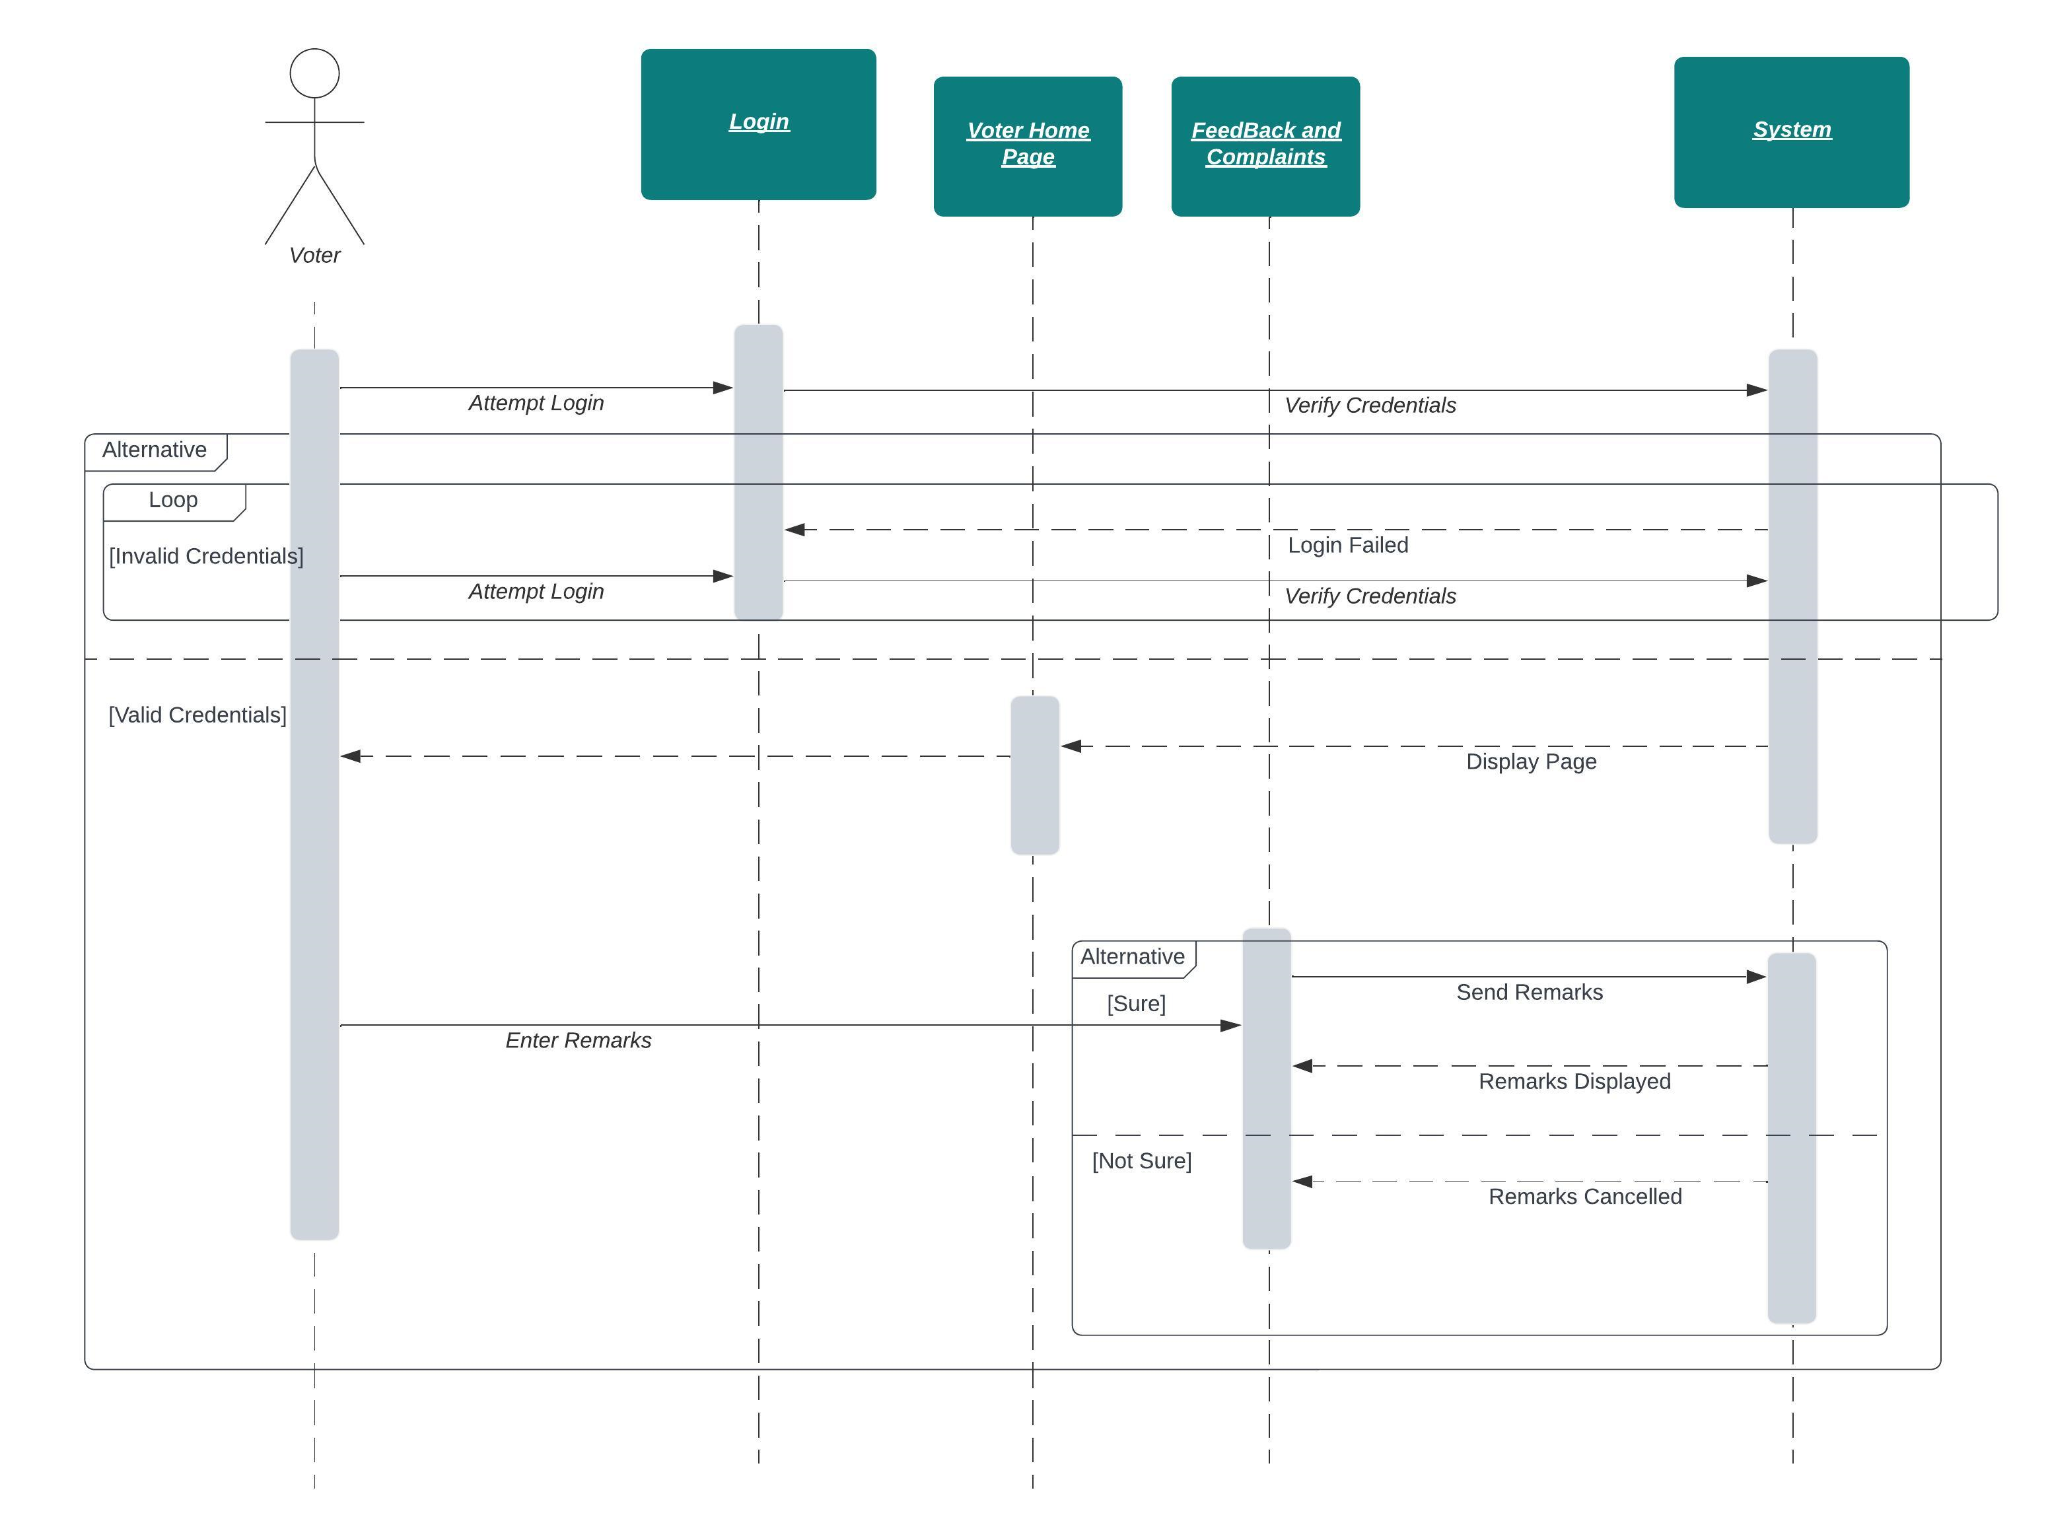 Login
Voter Home
Page
FeedBack and
Complaints
System
Voter
Attempt Login
Verify Credentials
Alternative
Loop
[Invalid Credentials]
Login Failed
Attempt Login
Verify Credentials
[Valid Credentials]
Display Page
Alternative
[Sure]
Send Remarks
Enter Remarks
Remarks Displayed
[Not Sure]
Remarks Cancelled